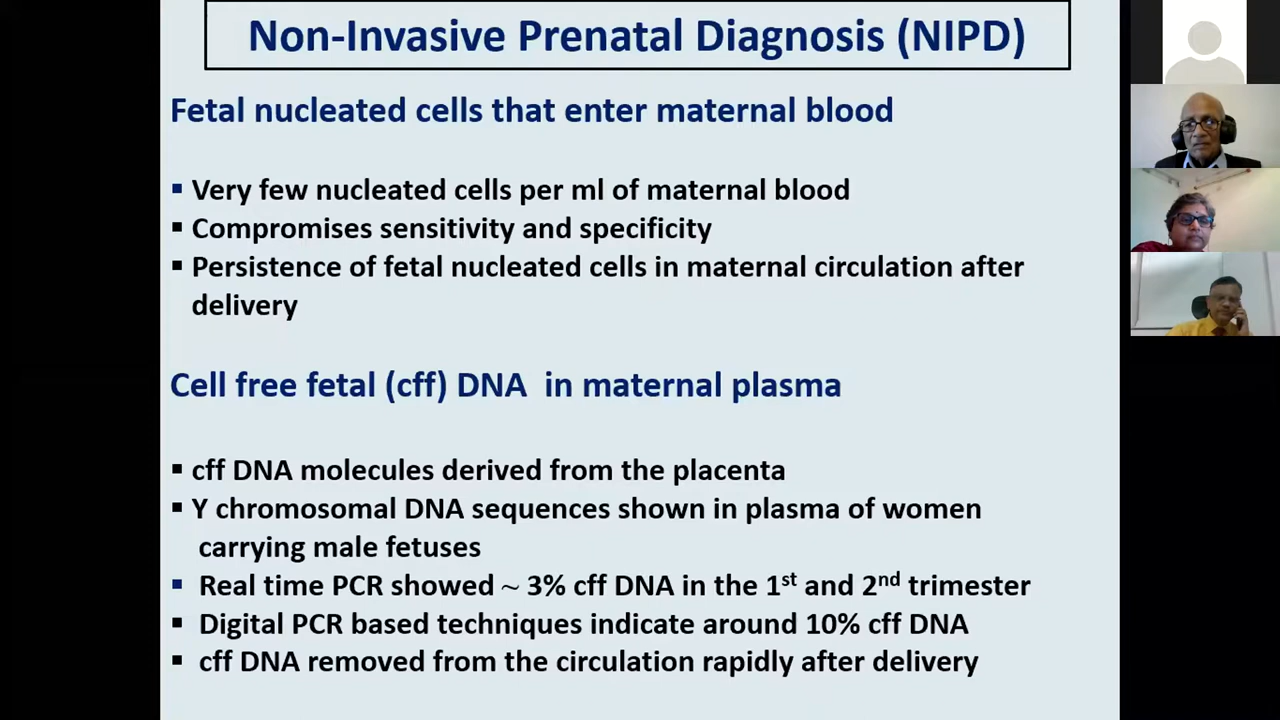 Non-Invasive Prenatal Diagnosis (NIPD)
Fetal nucleated cells that enter maternal blood
▪ Very few nucleated cells per ml of maternal blood
▪ Compromises sensitivity and specificity
▪ Persistence of fetal nucleated cells in maternal circulation after
delivery
Cell free fetal (cff) DNA in maternal plasma
▪ cff DNA molecules derived from the placenta
▪ Y chromosomal DNA sequences shown in plasma of women
carrying male fetuses
▪ Real time PCR showed ~ 3% cff DNA in the 1st and 2nd trimester
▪ Digital PCR based techniques indicate around 10% cff DNA
▪ cff DNA removed from the circulation rapidly after delivery